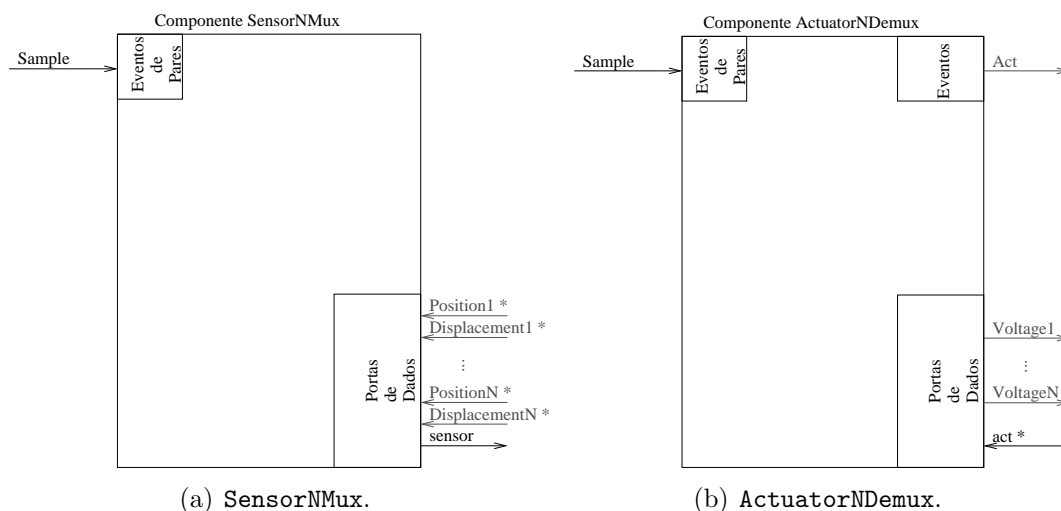 Componente SensorNMux
Sample
Eventos
de
Pares
Position1 *
Displacement1 *
...
PositionN *
DisplacementN *
sensor
Portas
de
Dados
(a) SensorNMux.
Componente ActuatorNDemux
Sample
Eventos
de
Pares
Eventos
Act
Voltage1
...
VoltageN
act *
Portas
de
Dados
(b) ActuatorNDemux.